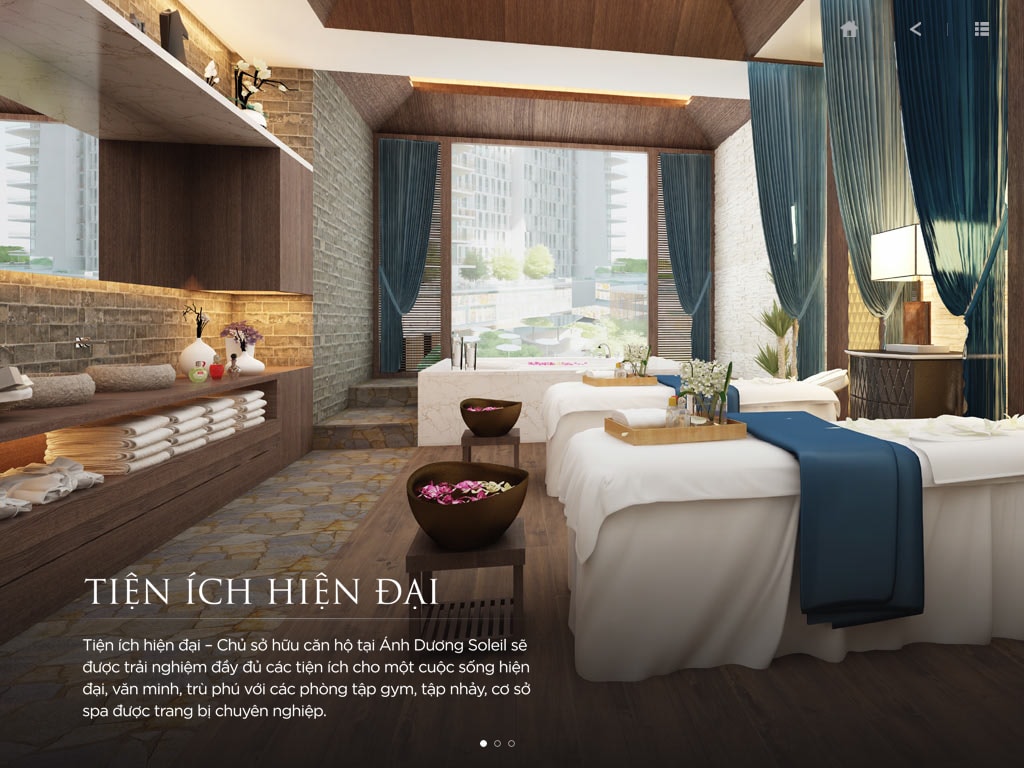 TIỆN ÍCH HIỆN ĐẠI
Tiện ích hiện đại – Chủ sở hữu căn hộ tại Ánh Dương Soleil sẽ
được trải nghiệm đầy đủ các tiện ích cho một cuộc sống hiện
đại, văn minh, trù phú với các phòng tập gym, tập nhảy, cơ sở
spa được trang bị chuyên nghiệp.